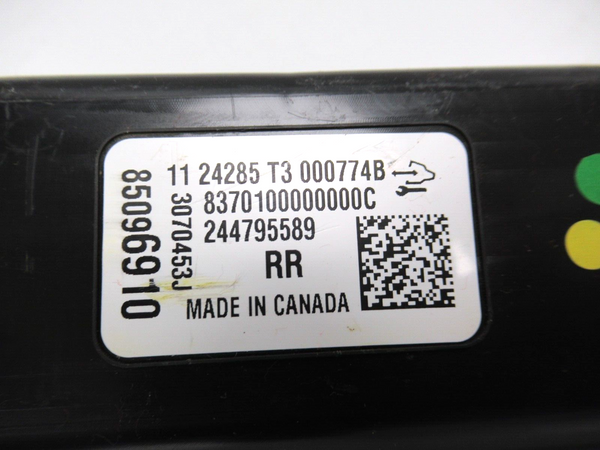 85096910
3070453J
11 24285 T3 000774B
8370100000000C
244795589
RR
MADE IN CANADA